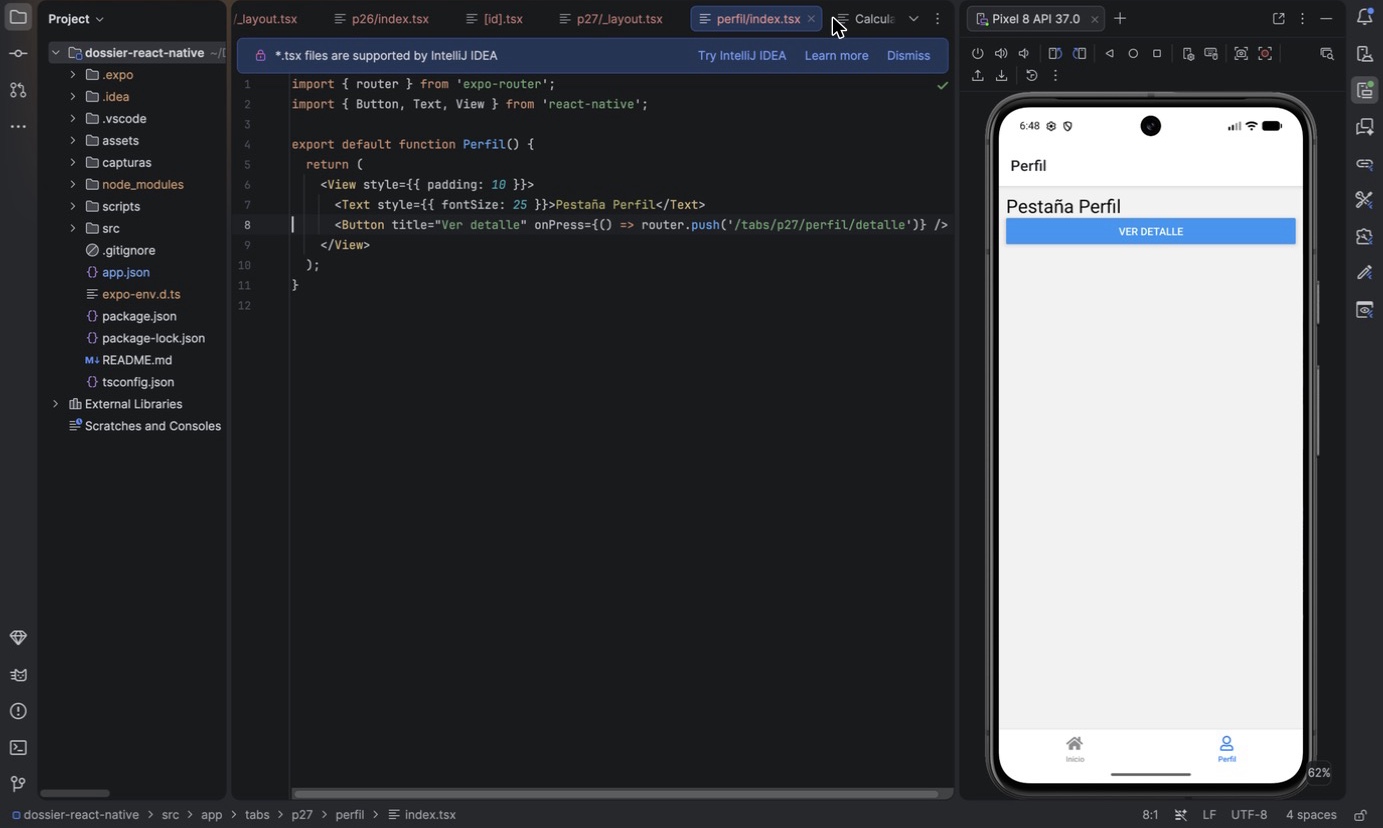 Project
dossier-react-native ~/D
.expo
.idea
.vscode
assets
capturas
node_modules
scripts
src
.gitignore
app.json
expo-env.d.ts
package.json
package-lock.json
README.md
tsconfig.json
External Libraries
Scratches and Consoles
/_layout.tsx
p26/index.tsx
[id].tsx
p27/_layout.tsx
perfil/index.tsx
Calcula
*.tsx files are supported by IntelliJ IDEA Try IntelliJ IDEA Learn more Dismiss
1 import { router } from 'expo-router';
2 import { Button, Text, View } from 'react-native';
3
4 export default function Perfil() {
5 return (
6 <View style={{ padding: 10 }}>
7 <Text style={{ fontSize: 25 }}>Pestaña Perfil</Text>
8 <Button title="Ver detalle" onPress={() => router.push('/tabs/p27/perfil/detalle')} />
9 </View>
10 );
11 }
12
Pixel 8 API 37.0
6:48
Perfil
Pestaña Perfil
VER DETALLE
Inicio
Perfil
62%
dossier-react-native > src > app > tabs > p27 > perfil > index.tsx
8:1 LF UTF-8 4 spaces